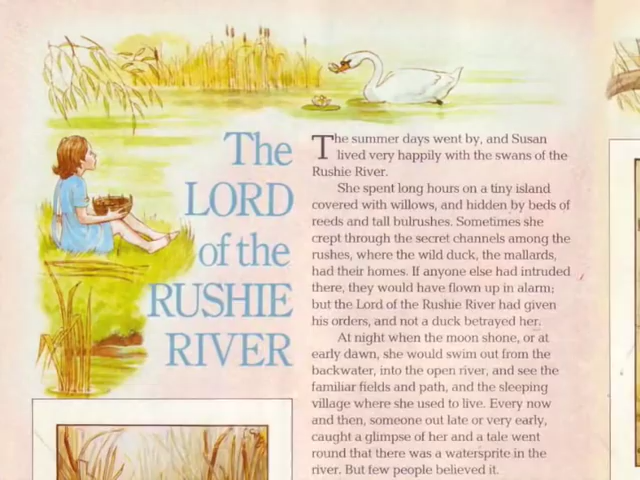 The
LORD
of the
RUSHIE
RIVER
The summer days went by, and Susan
lived very happily with the swans of the
Rushie River.
She spent long hours on a tiny island
covered with willows, and hidden by beds of
reeds and tall bulrushes. Sometimes she
crept through the secret channels among the
rushes, where the wild duck, the mallards,
had their homes. If anyone else had intruded
there, they would have flown up in alarm;
but the Lord of the Rushie River had given
his orders, and not a duck betrayed her.
At night when the moon shone, or at
early dawn, she would swim out from the
backwater, into the open river, and see the
familiar fields and path, and the sleeping
village where she used to live. Every now
and then, someone out late or very early,
caught a glimpse of her and a tale went
round that there was a watersprite in the
river. But few people believed it.